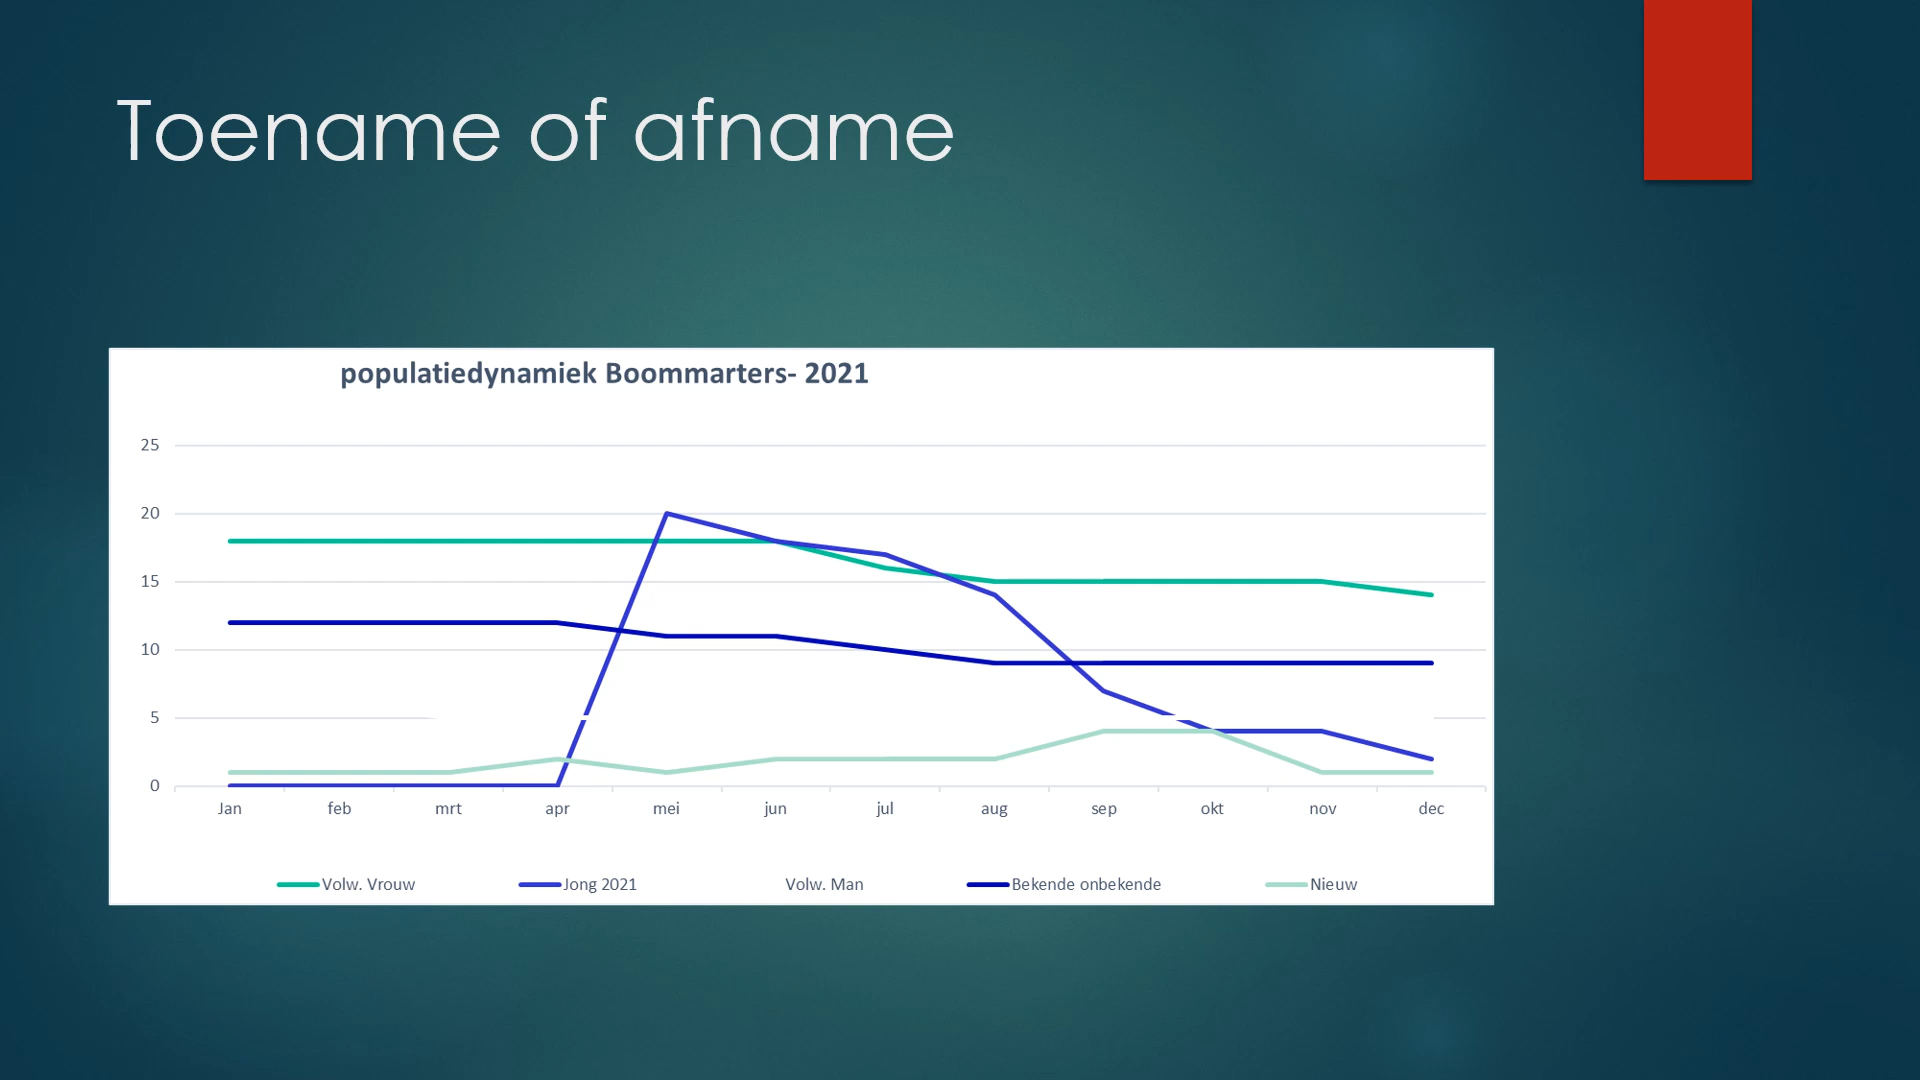 Toename of afname
populatiedynamiek Boommarters- 2021
25
20
15
10
5
0
Jan feb mrt apr mei jun jul aug sep okt nov dec
Volw. Vrouw Jong 2021 Volw. Man Bekende onbekende Nieuw